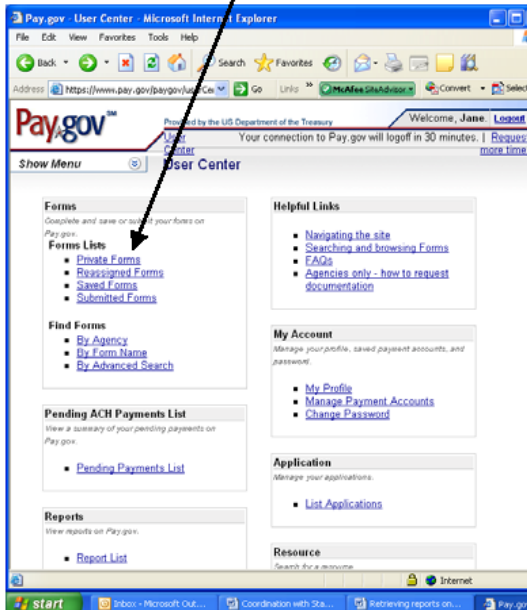 Pay.gov - User Center - Microsoft Internet Explorer
File Edit View Favorites Tools Help
Back Search Favorites
Address https://www.pay.gov/paygov/ Go Links » McAfee SiteAdvisor Convert Select
Pay.gov™
Provided by the US Department of the Treasury
Welcome, Jane. Logout
User Center
Your connection to Pay.gov will logoff in 30 minutes. | Request more time
Show Menu
User Center
Forms
Complete and save or submit your forms on
Pay.gov.
Forms Lists
Private Forms
Reassigned Forms
Saved Forms
Submitted Forms
Find Forms
By Agency
By Form Name
By Advanced Search
Pending ACH Payments List
View a summary of your pending payments on
Pay.gov.
Pending Payments List
Reports
View reports on Pay.gov.
Report List
Helpful Links
Navigating the site
Searching and browsing Forms
FAQs
Agencies only - how to request
documentation
My Account
Manage your profile, saved payment accounts, and
password.
My Profile
Manage Payment Accounts
Change Password
Application
Manage your applications.
List Applications
Resource
Search for a resource
Internet
start Inbox - Microsoft Out... Coordination with Sta... Retrieving reports on... Pay.go